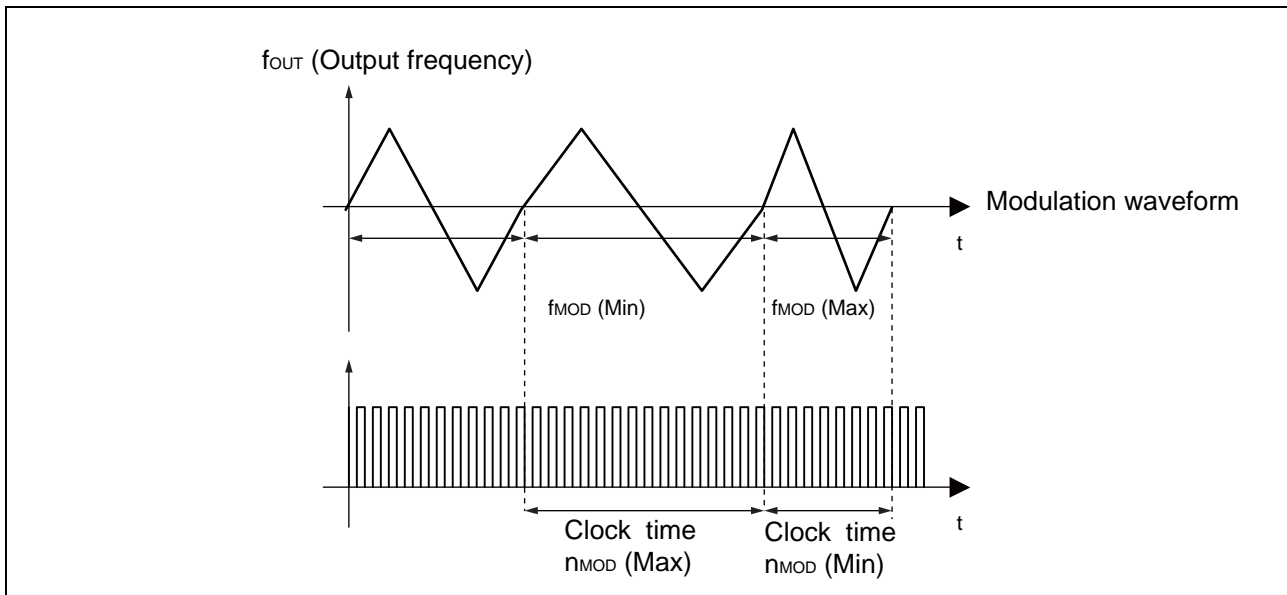 fOUT (Output frequency)
Modulation waveform
t
fMOD (Min)
fMOD (Max)
t
Clock time
nMOD (Max)
Clock time
nMOD (Min)